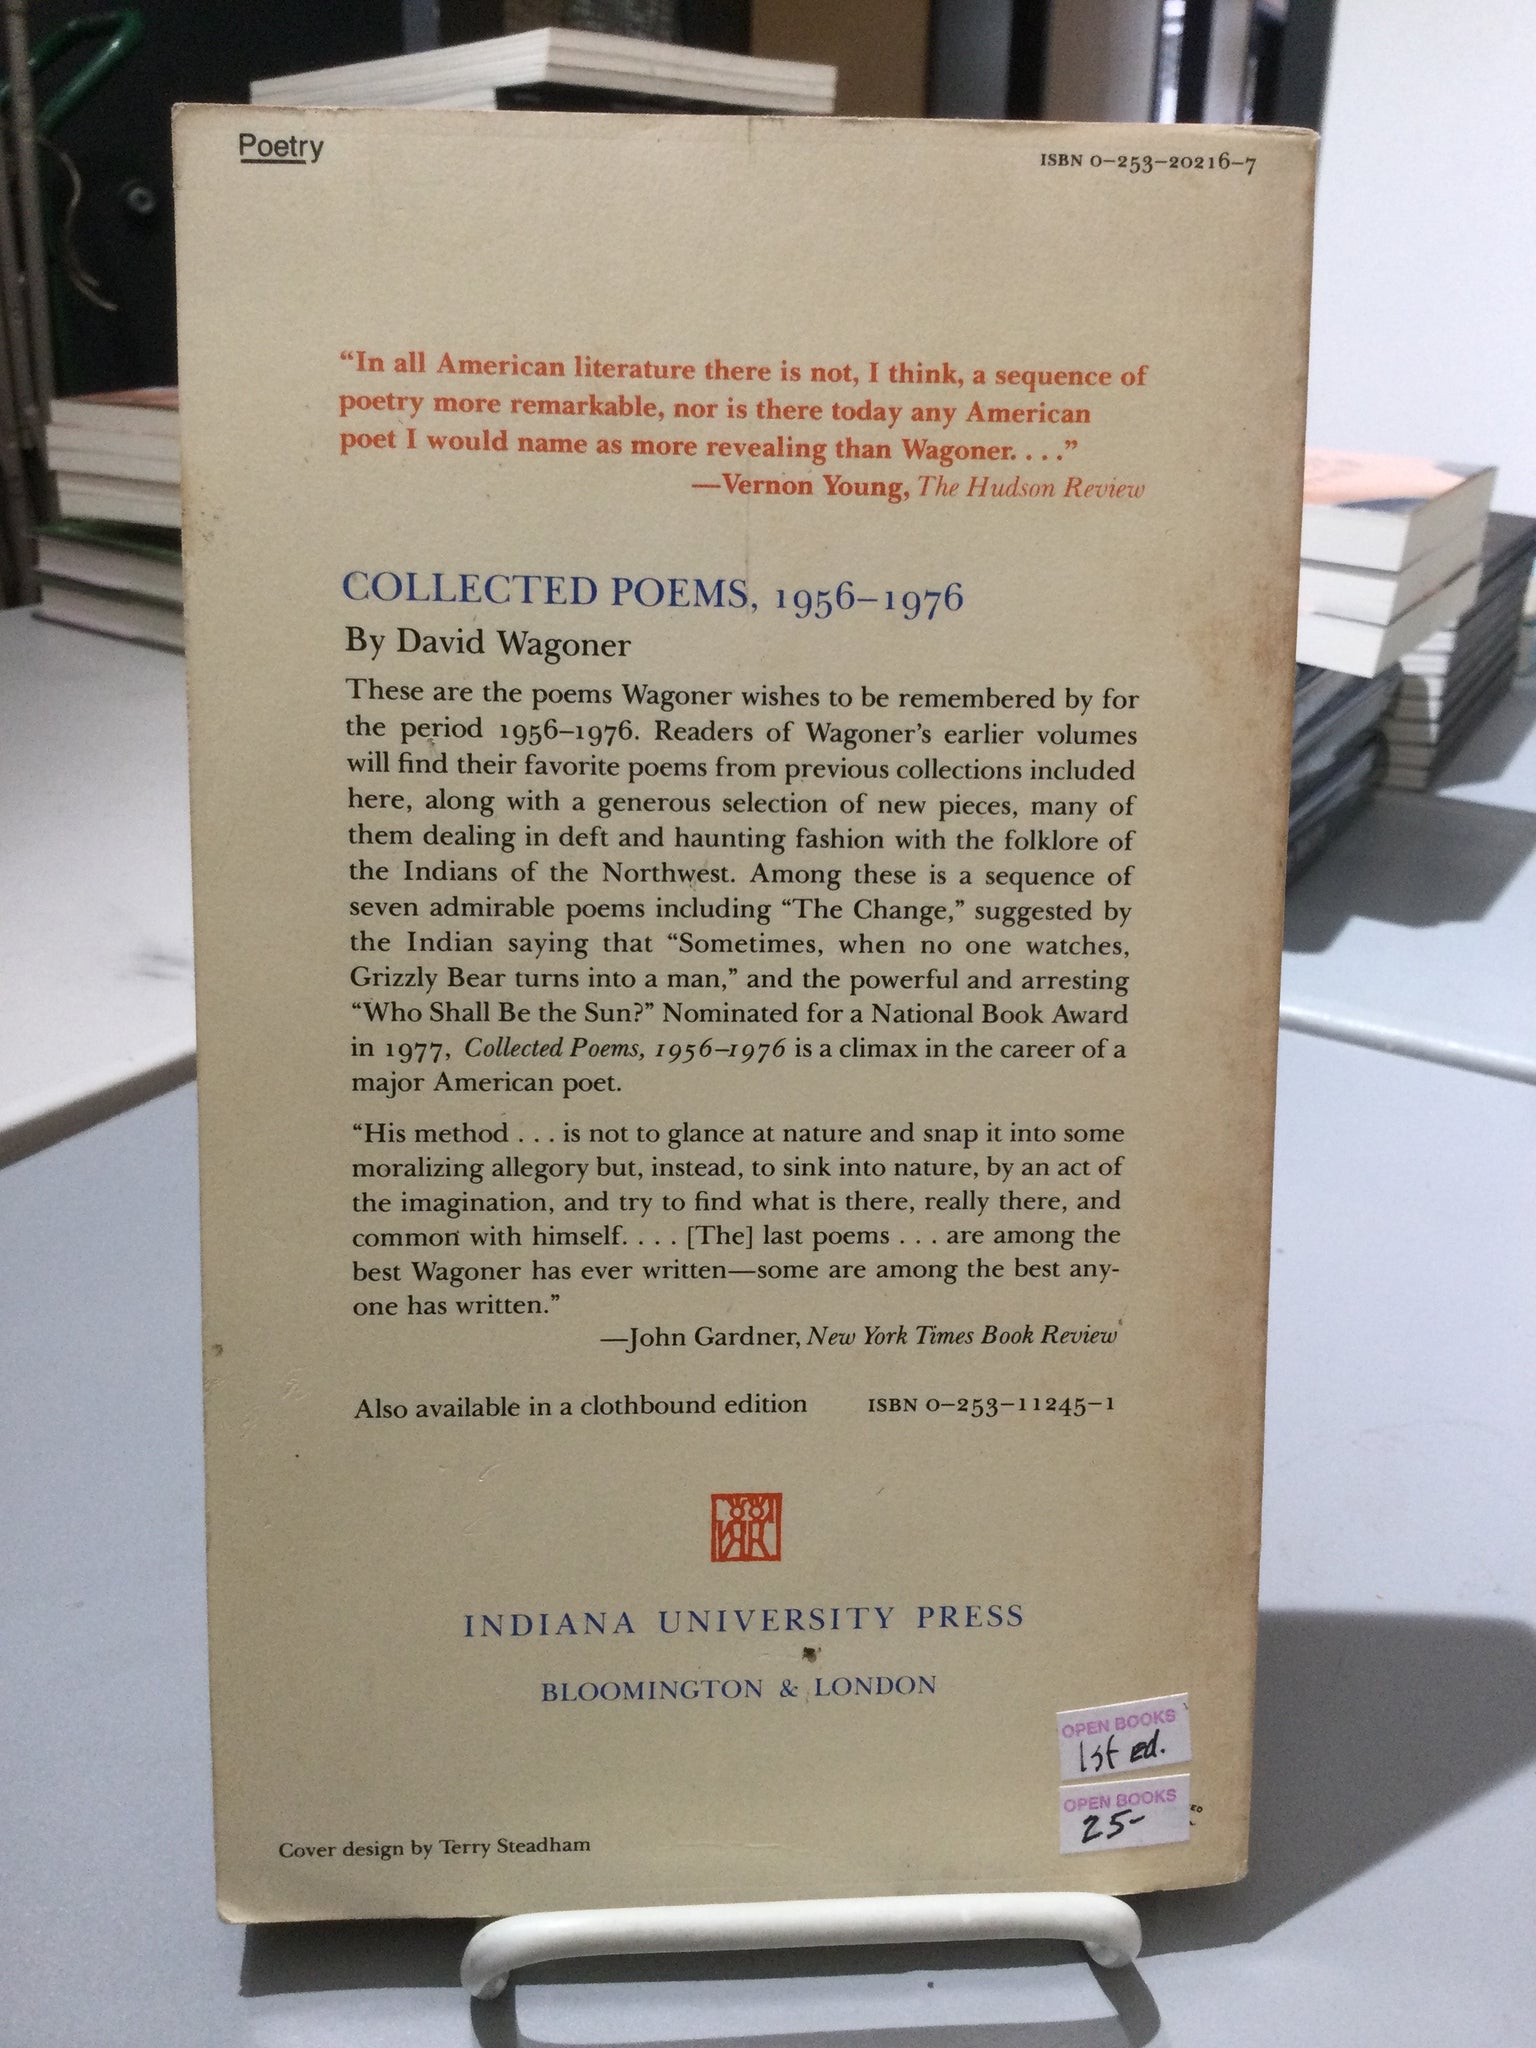 Poetry
ISBN 0-253-20216-7
“In all American literature there is not, I think, a sequence of
poetry more remarkable, nor is there today any American
poet I would name as more revealing than Wagoner. . . .”
—Vernon Young, The Hudson Review
COLLECTED POEMS, 1956–1976
By David Wagoner
These are the poems Wagoner wishes to be remembered by for
the period 1956–1976. Readers of Wagoner’s earlier volumes
will find their favorite poems from previous collections included
here, along with a generous selection of new pieces, many of
them dealing in deft and haunting fashion with the folklore of
the Indians of the Northwest. Among these is a sequence of
seven admirable poems including “The Change,” suggested by
the Indian saying that “Sometimes, when no one watches,
Grizzly Bear turns into a man,” and the powerful and arresting
“Who Shall Be the Sun?” Nominated for a National Book Award
in 1977, Collected Poems, 1956–1976 is a climax in the career of a
major American poet.
“His method . . . is not to glance at nature and snap it into some
moralizing allegory but, instead, to sink into nature, by an act of
the imagination, and try to find what is there, really there, and
common with himself. . . . [The] last poems . . . are among the
best Wagoner has ever written—some are among the best any-
one has written.”
—John Gardner, New York Times Book Review
Also available in a clothbound edition ISBN 0-253-11245-1
INDIANA UNIVERSITY PRESS
BLOOMINGTON & LONDON
OPEN BOOKS
1st ed.
OPEN BOOKS
25-
Cover design by Terry Steadham